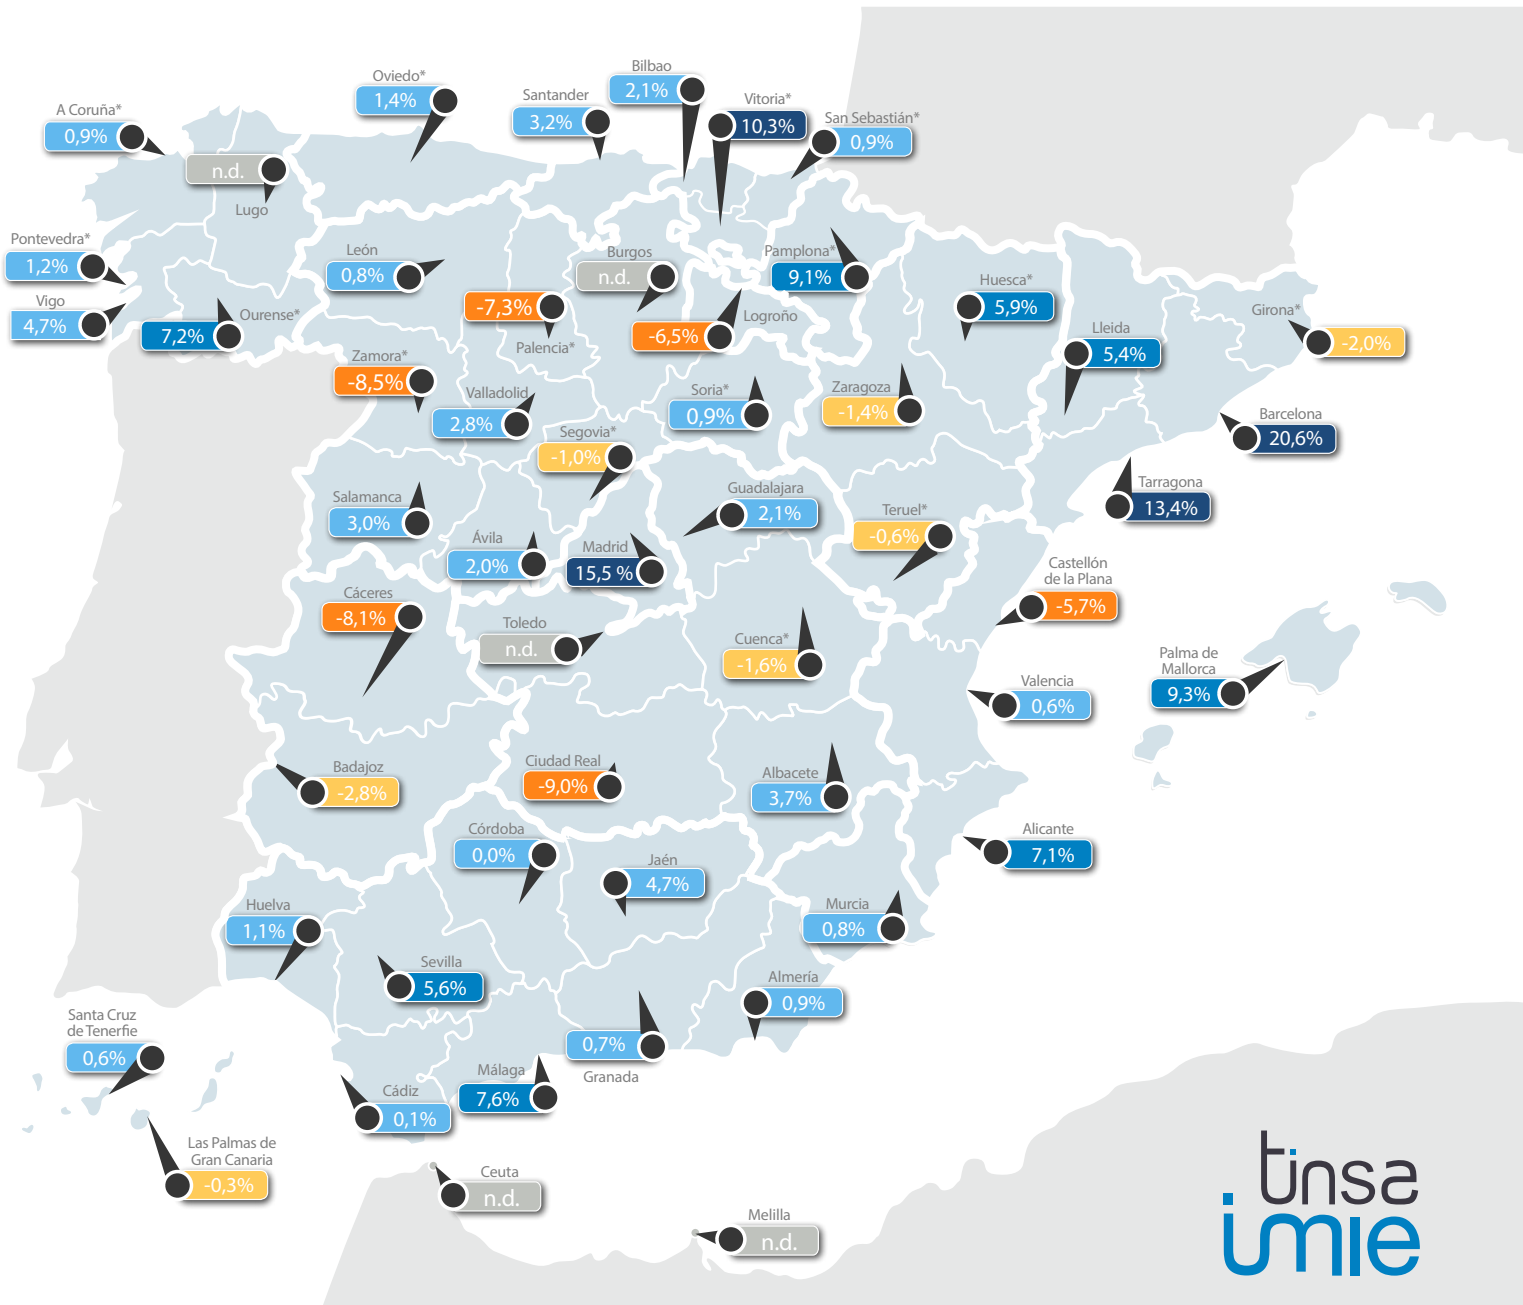 Bilbao
2,1%
Oviedo*
1,4%
Santander
3,2%
Vitoria*
10,3%
A Coruña*
0,9%
San Sebastián*
0,9%
n.d.
Lugo
Pontevedra*
1,2%
León
0,8%
Burgos
n.d.
Pamplona*
9,1%
Huesca*
5,9%
Vigo
4,7%
Ourense*
7,2%
-7,3%
Palencia*
Logroño
-6,5%
Lleida
5,4%
Girona*
-2,0%
Zamora*
-8,5%
Valladolid
2,8%
Soria*
0,9%
Zaragoza
-1,4%
Barcelona
20,6%
Segovia*
-1,0%
Salamanca
3,0%
Guadalajara
2,1%
Teruel*
-0,6%
Tarragona
13,4%
Ávila
2,0%
Madrid
15,5 %
Castellón
de la Plana
-5,7%
Cáceres
-8,1%
Toledo
n.d.
Cuenca*
-1,6%
Palma de
Mallorca
9,3%
Valencia
0,6%
Badajoz
-2,8%
Ciudad Real
-9,0%
Albacete
3,7%
Córdoba
0,0%
Alicante
7,1%
Jaén
4,7%
Huelva
1,1%
Murcia
0,8%
Sevilla
5,6%
Almería
0,9%
Santa Cruz
de Tenerfie
0,6%
0,7%
Granada
Málaga
7,6%
Cádiz
0,1%
Las Palmas de
Gran Canaria
-0,3%
Ceuta
n.d.
Melilla
n.d.
tinsa
imie